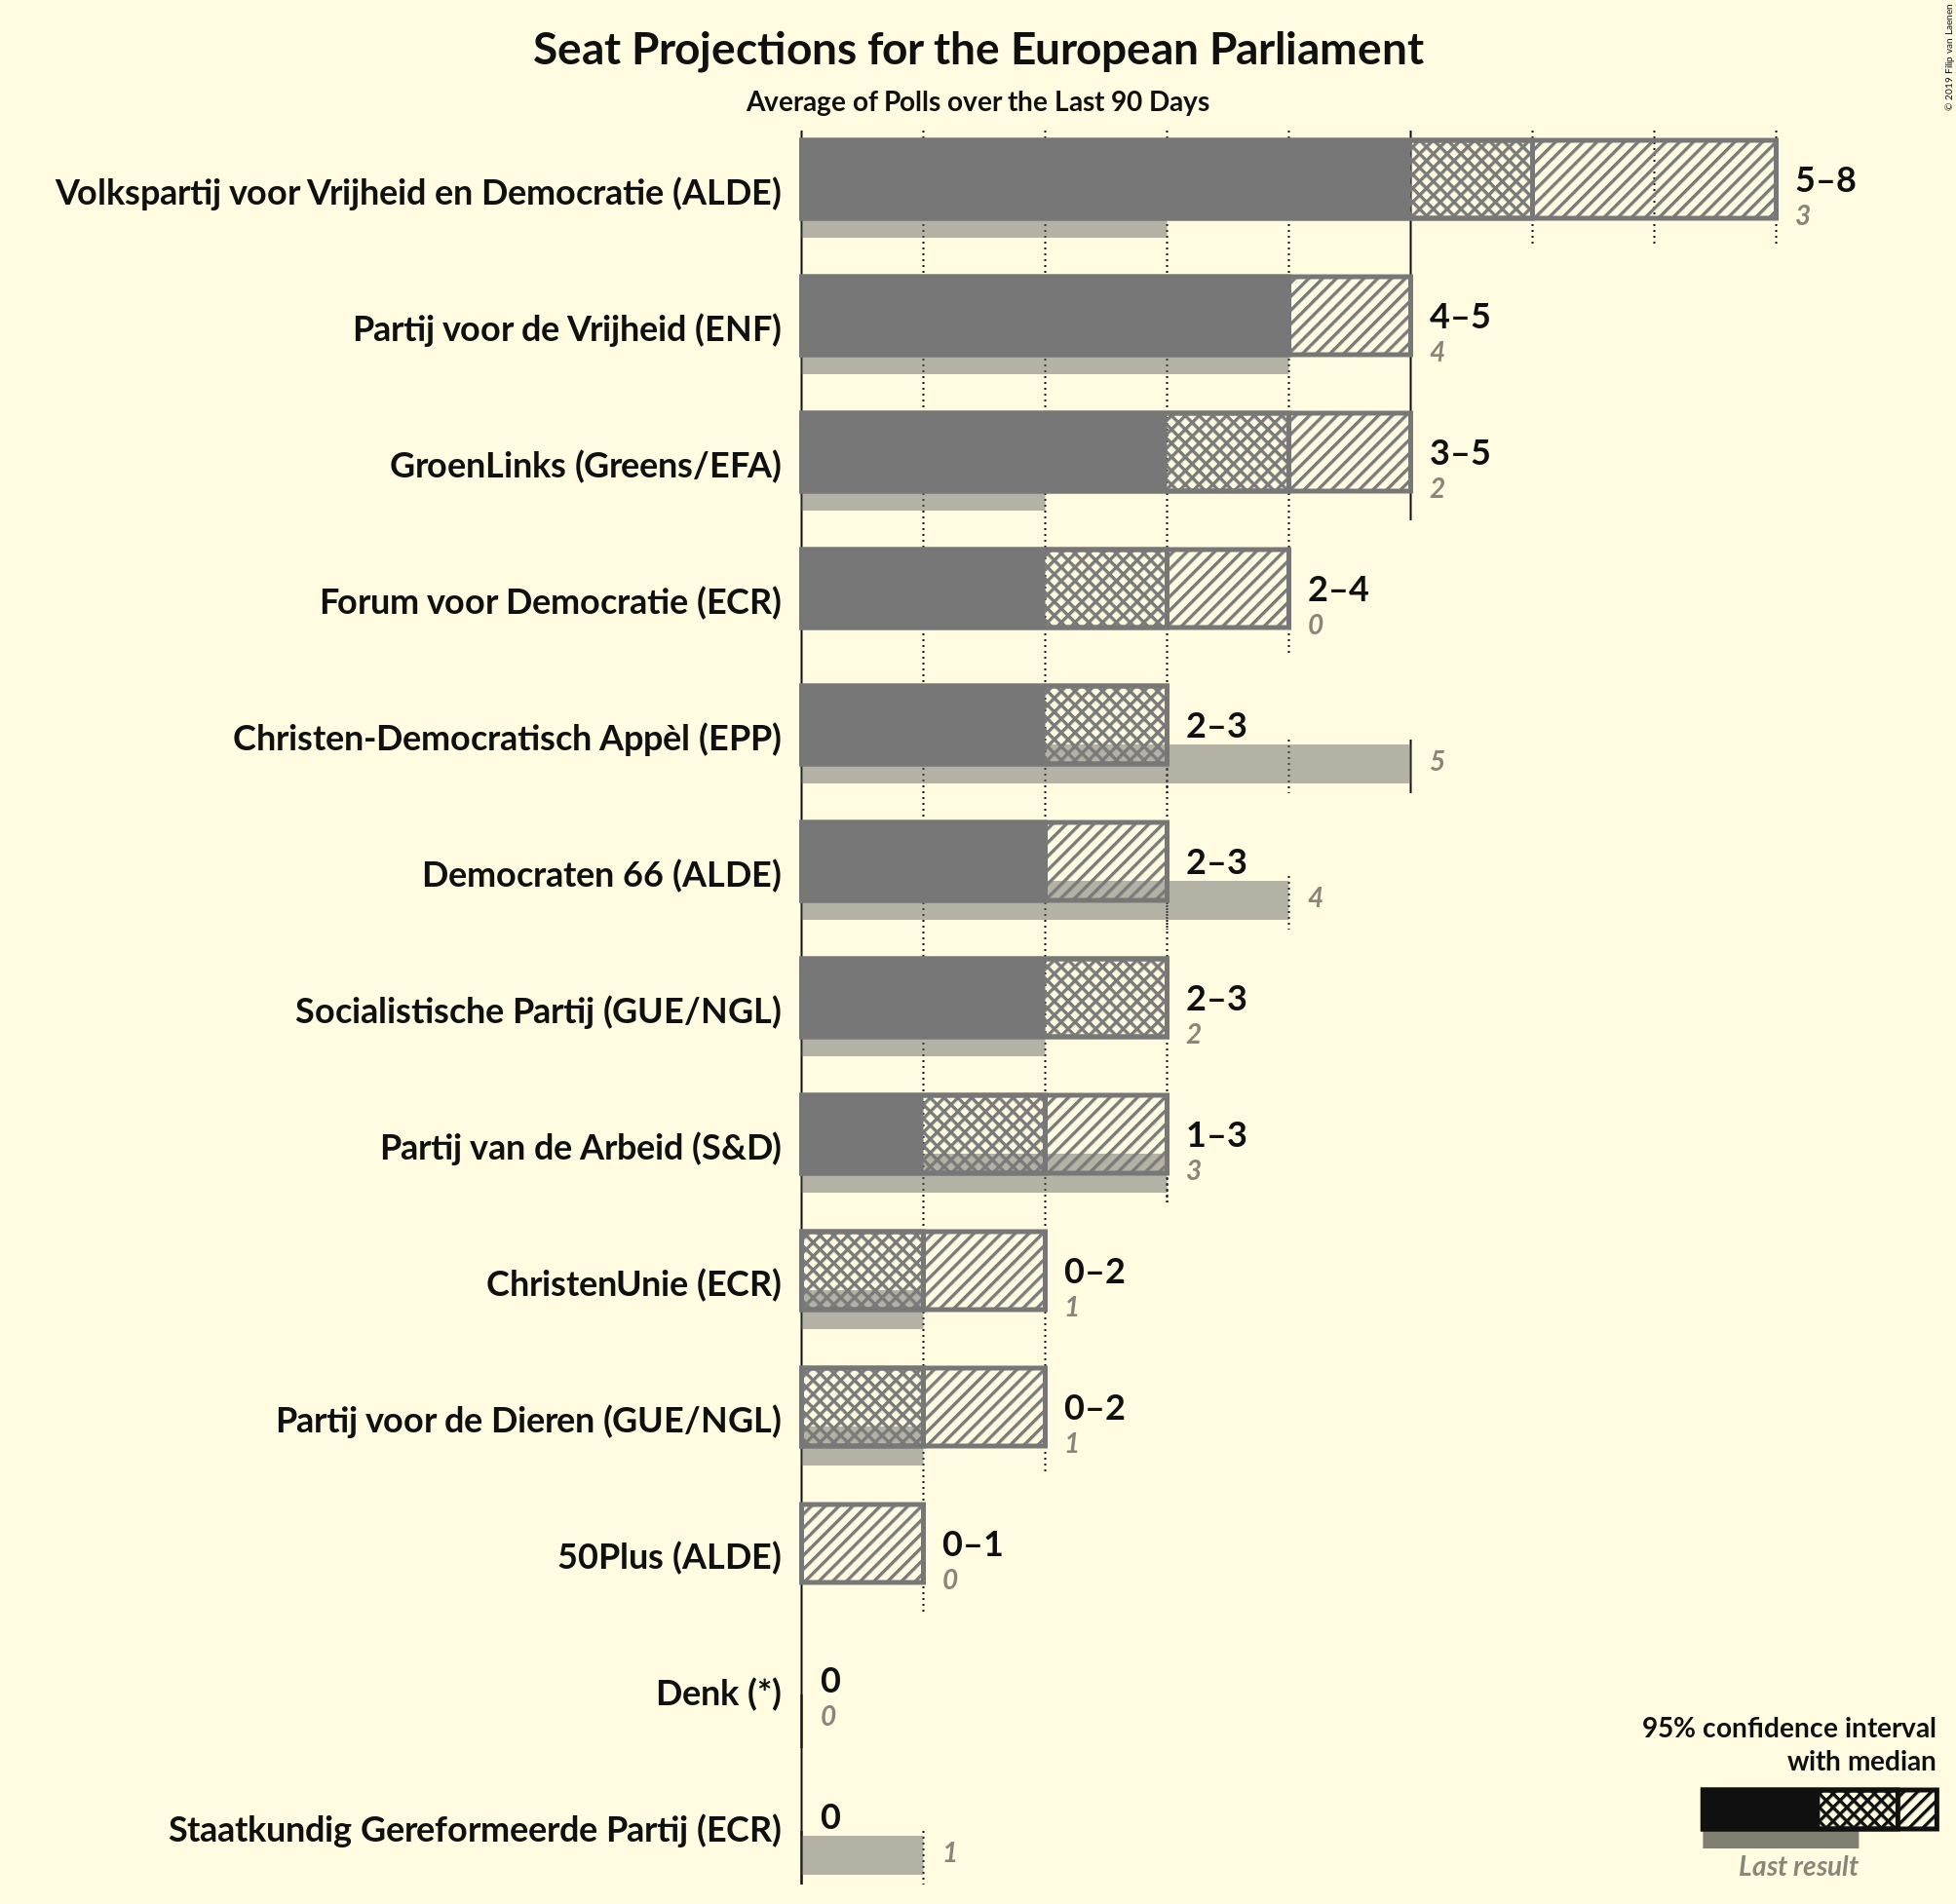 Seat Projections for the European Parliament
Average of Polls over the Last 90 Days
© 2019 Filip van Laenen
Volkspartij voor Vrijheid en Democratie (ALDE)
5–8
3
Partij voor de Vrijheid (ENF)
4–5
4
GroenLinks (Greens/EFA)
3–5
2
Forum voor Democratie (ECR)
2–4
0
Christen-Democratisch Appèl (EPP)
2–3
5
Democraten 66 (ALDE)
2–3
4
Socialistische Partij (GUE/NGL)
2–3
2
Partij van de Arbeid (S&D)
1–3
3
ChristenUnie (ECR)
0–2
1
Partij voor de Dieren (GUE/NGL)
0–2
1
50Plus (ALDE)
0–1
0
Denk (*)
0
0
Staatkundig Gereformeerde Partij (ECR)
0
1
95% confidence interval
with median
Last result